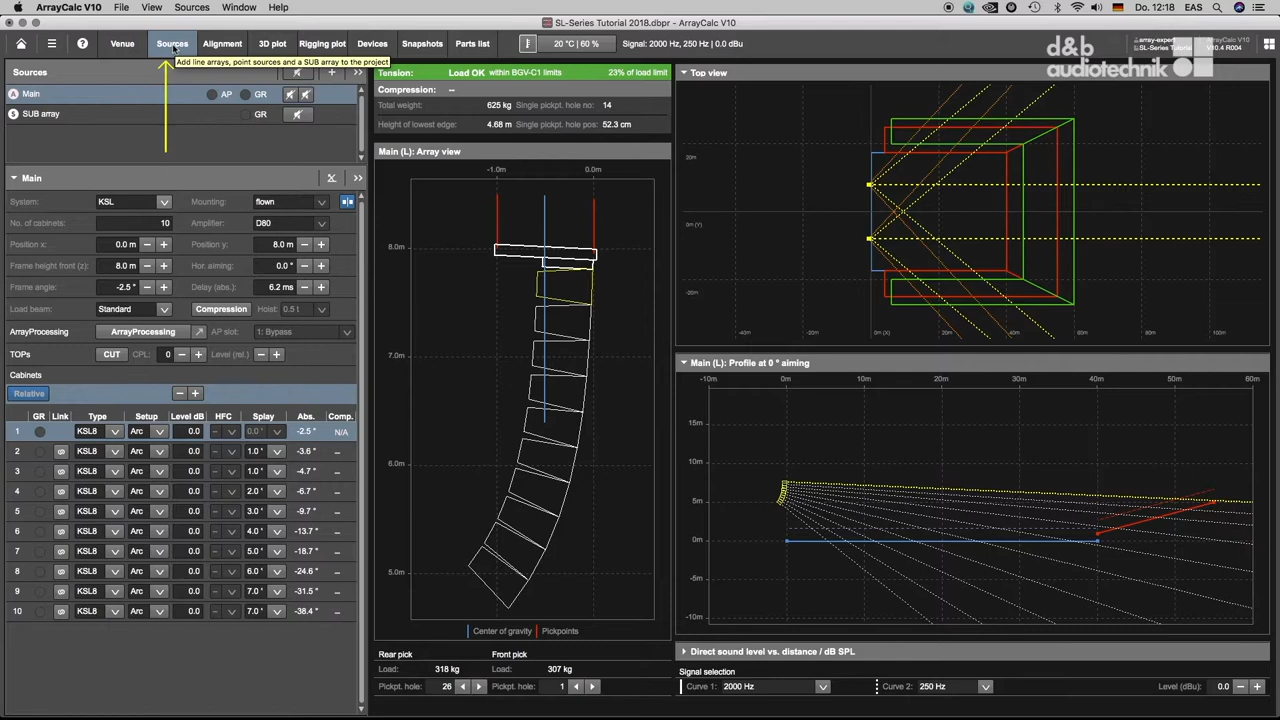 ArrayCalc V10 File View Sources Window Help Do. 12:18 EAS
SL-Series Tutorial 2018.dbpr - ArrayCalc V10
Venue Sources Alignment 3D plot Rigging plot Devices Snapshots Parts list 20 °C | 60 % Signal: 2000 Hz, 250 Hz | 0.0 dBu
d&b audiotechnik
Add line arrays, point sources and a SUB array to the project
Sources
Main AP GR
SUB array GR
Main
System: KSL Mounting: flown
No. of cabinets: 10 Amplifier: D80
Position x: 0.0 m Position y: 8.0 m
Frame height front (z): 8.0 m Hor. aiming: 0.0 °
Frame angle: -2.5 ° Delay (abs.): 6.2 ms
Load beam: Standard Compression Hoist: 0.5 t
ArrayProcessing ArrayProcessing AP slot: 1: Bypass
TOPs CUT CPL: 0 Level (rel.)
Cabinets
Relative
GR Link Type Setup Level dB HFC Splay Abs. Comp.
1 KSL8 Arc 0.0 – 0.0 ° -2.5 ° N/A
2 KSL8 Arc 0.0 – 1.0 ° -3.6 ° –
3 KSL8 Arc 0.0 – 1.0 ° -4.7 ° –
4 KSL8 Arc 0.0 – 2.0 ° -6.7 ° –
5 KSL8 Arc 0.0 – 3.0 ° -9.7 ° –
6 KSL8 Arc 0.0 – 4.0 ° -13.7 ° –
7 KSL8 Arc 0.0 – 5.0 ° -18.7 ° –
8 KSL8 Arc 0.0 – 6.0 ° -24.6 ° –
9 KSL8 Arc 0.0 – 7.0 ° -31.5 ° –
10 KSL8 Arc 0.0 – 7.0 ° -38.4 ° –
Tension: Load OK within BGV-C1 limits 23% of load limit
Compression: --
Total weight: 625 kg Single pickpt. hole no: 14
Height of lowest edge: 4.68 m Single pickpt. hole pos: 52.3 cm
Main (L): Array view
-1.0m 0.0m
8.0m
7.0m
6.0m
5.0m
Center of gravity Pickpoints
Rear pick Front pick
Load: 318 kg Load: 307 kg
Pickpt. hole: 26 Pickpt. hole: 1
Top view
20m
0m (Y)
-20m
-40m -20m 0m (X) 20m 40m 60m 80m 100m
Main (L): Profile at 0 ° aiming
-10m 0m 10m 20m 30m 40m 50m 60m
15m
10m
5m
0m
-5m
-10m
Direct sound level vs. distance / dB SPL
Signal selection
Curve 1: 2000 Hz Curve 2: 250 Hz Level (dBu): 0.0